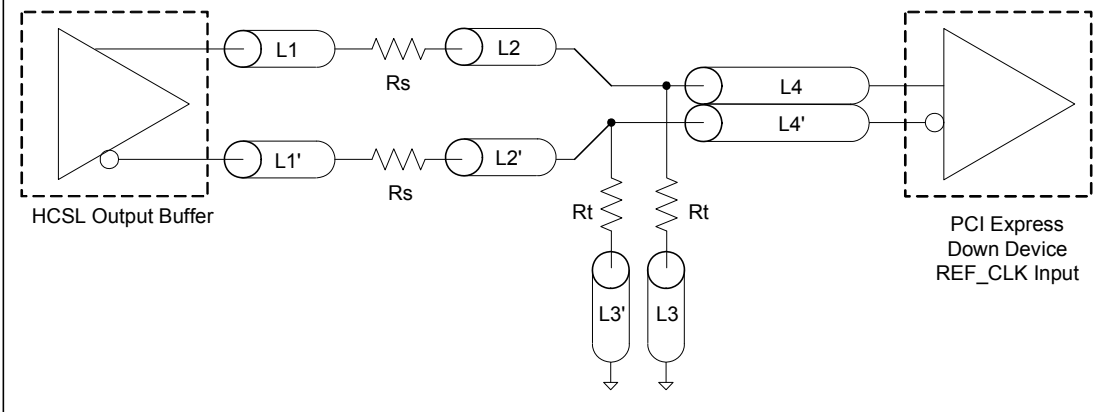 L1
Rs
L2
L4
L4'
L1'
Rs
L2'
HCSL Output Buffer
Rt
Rt
L3'
L3
PCI Express
Down Device
REF_CLK Input